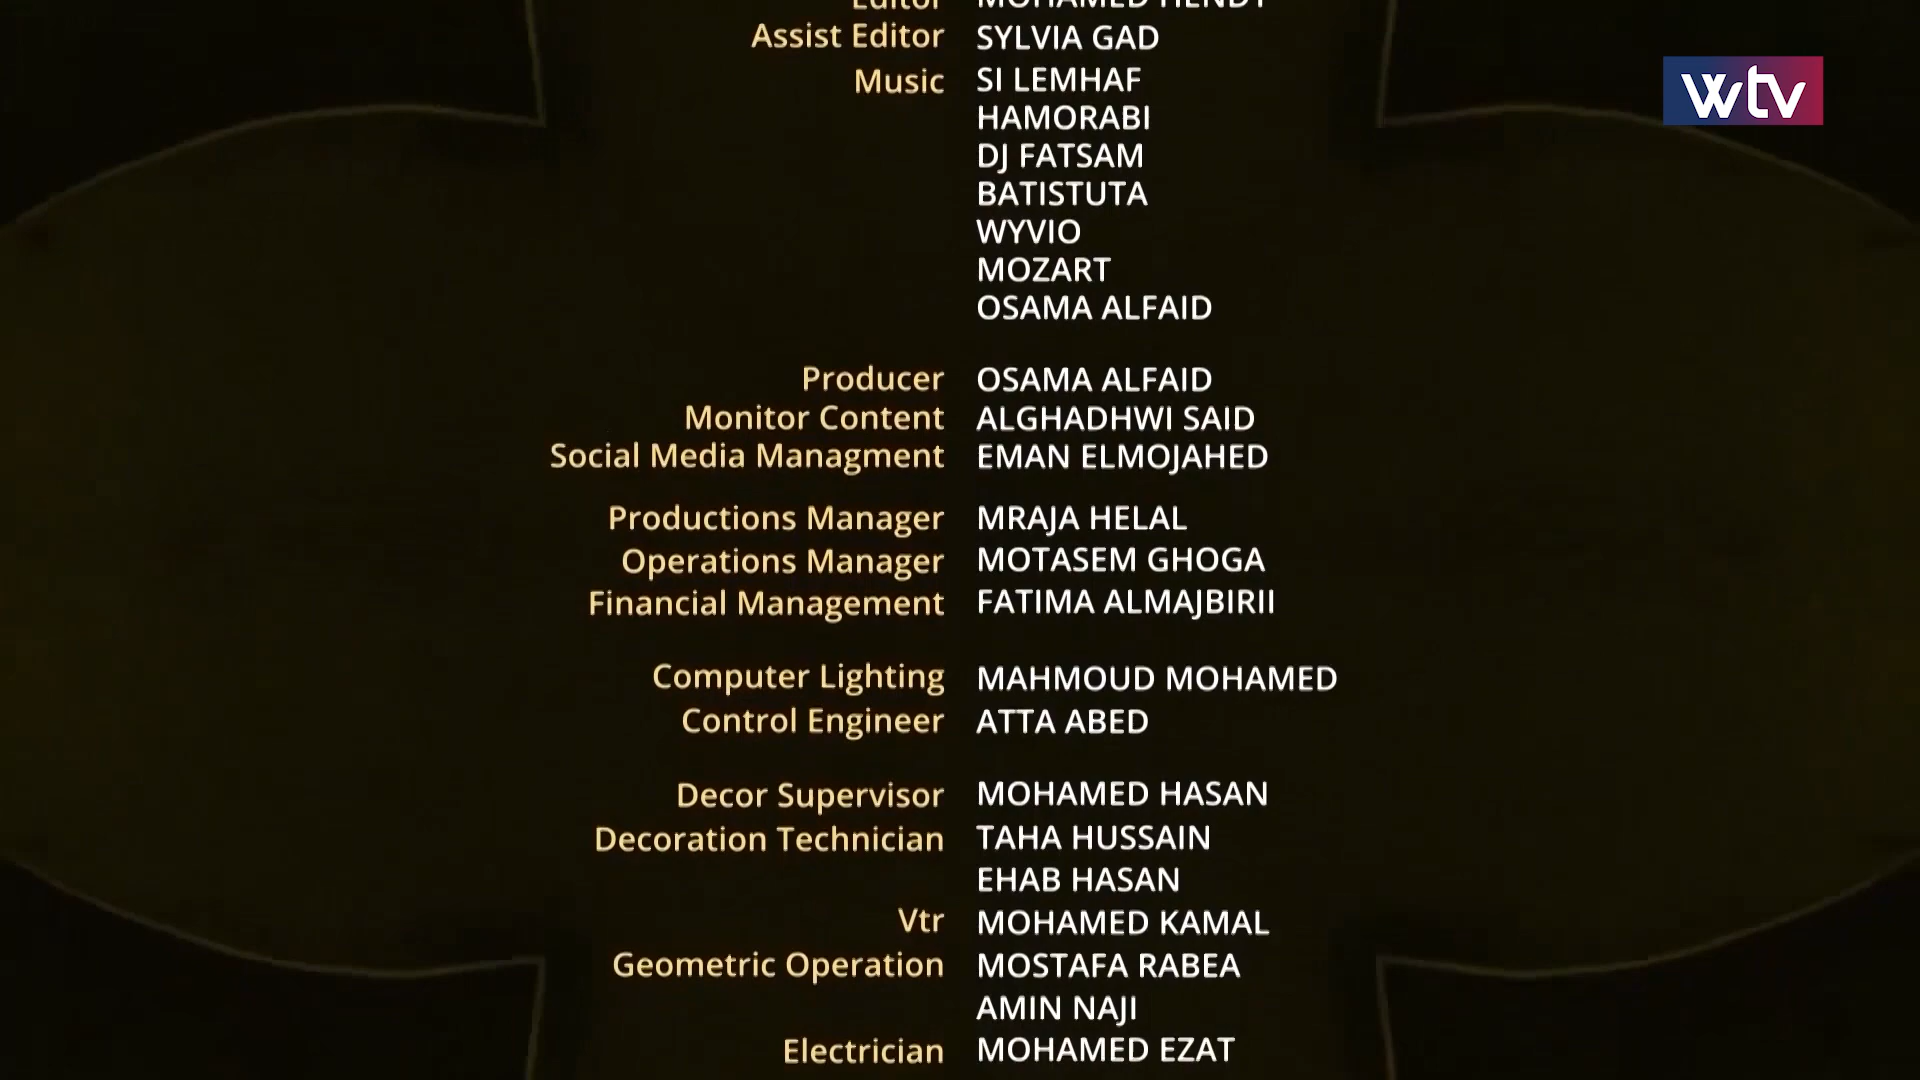 Editor MOHAMED HENDY
Assist Editor SYLVIA GAD
Music SI LEMHAF
HAMORABI
DJ FATSAM
BATISTUTA
WYVIO
MOZART
OSAMA ALFAID
Producer OSAMA ALFAID
Monitor Content ALGHADHWI SAID
Social Media Managment EMAN ELMOJAHED
Productions Manager MRAJA HELAL
Operations Manager MOTASEM GHOGA
Financial Management FATIMA ALMAJBIRII
Computer Lighting MAHMOUD MOHAMED
Control Engineer ATTA ABED
Decor Supervisor MOHAMED HASAN
Decoration Technician TAHA HUSSAIN
EHAB HASAN
Vtr MOHAMED KAMAL
Geometric Operation MOSTAFA RABEA
AMIN NAJI
Electrician MOHAMED EZAT
wtv